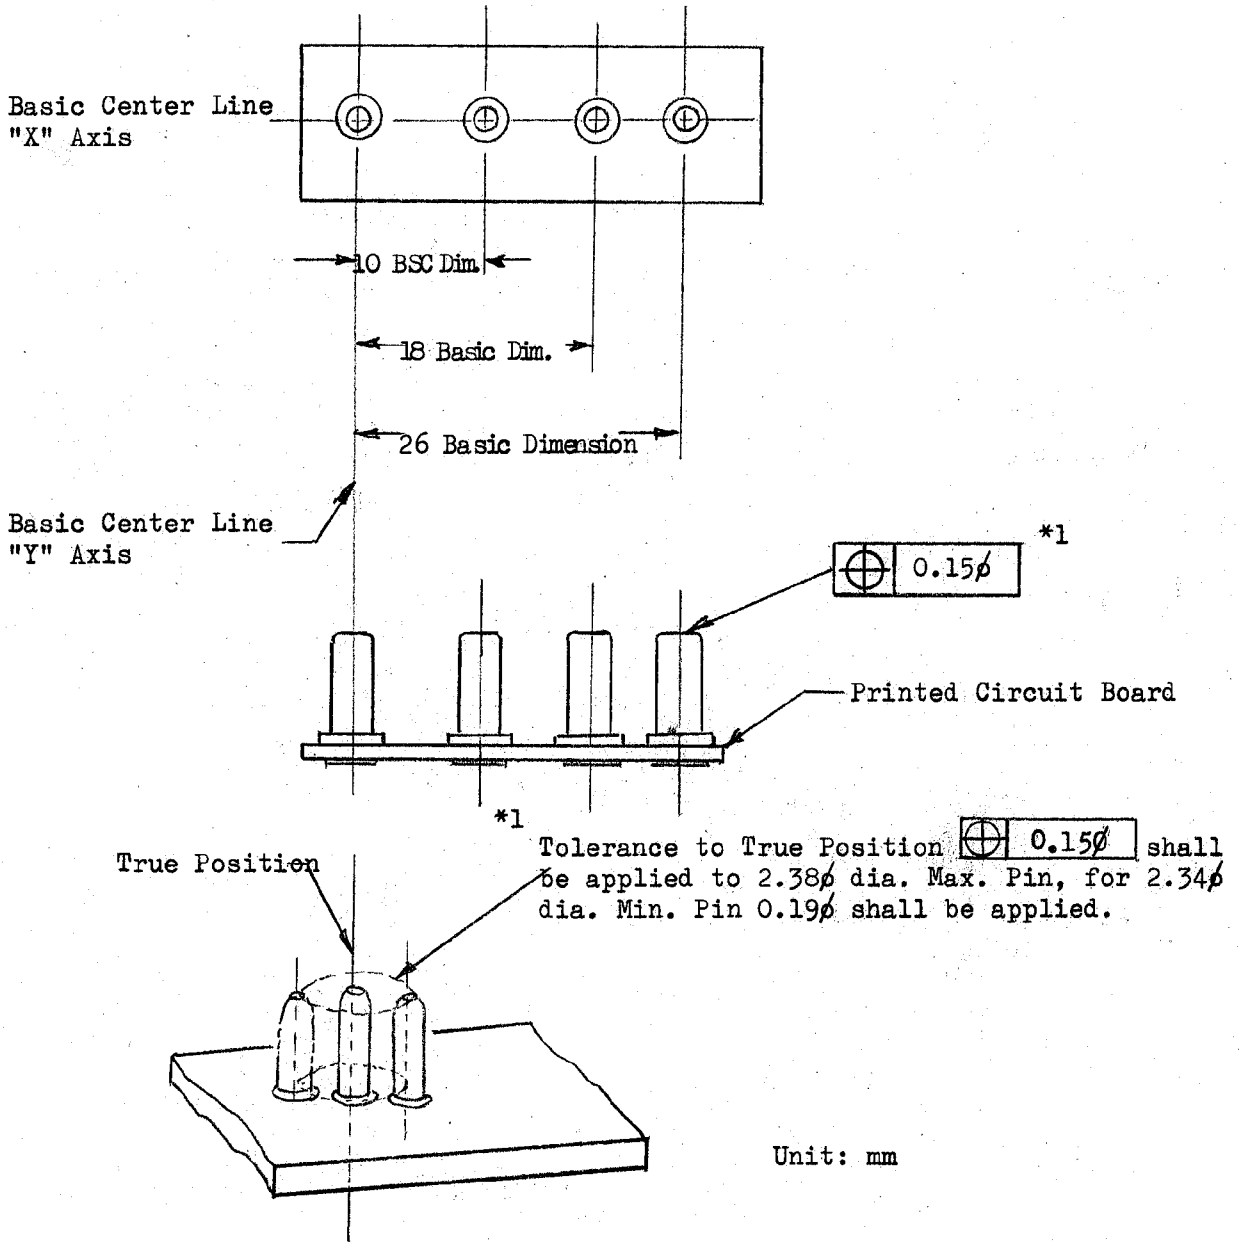 Basic Center Line
"X" Axis
10 BSC Dim.
18 Basic Dim.
26 Basic Dimension
Basic Center Line
"Y" Axis
*1
0.15ϕ
Printed Circuit Board
*1
True Position
Tolerance to True Position 0.15ϕ shall
be applied to 2.38ϕ dia. Max. Pin, for 2.34ϕ
dia. Min. Pin 0.19ϕ shall be applied.
Unit: mm